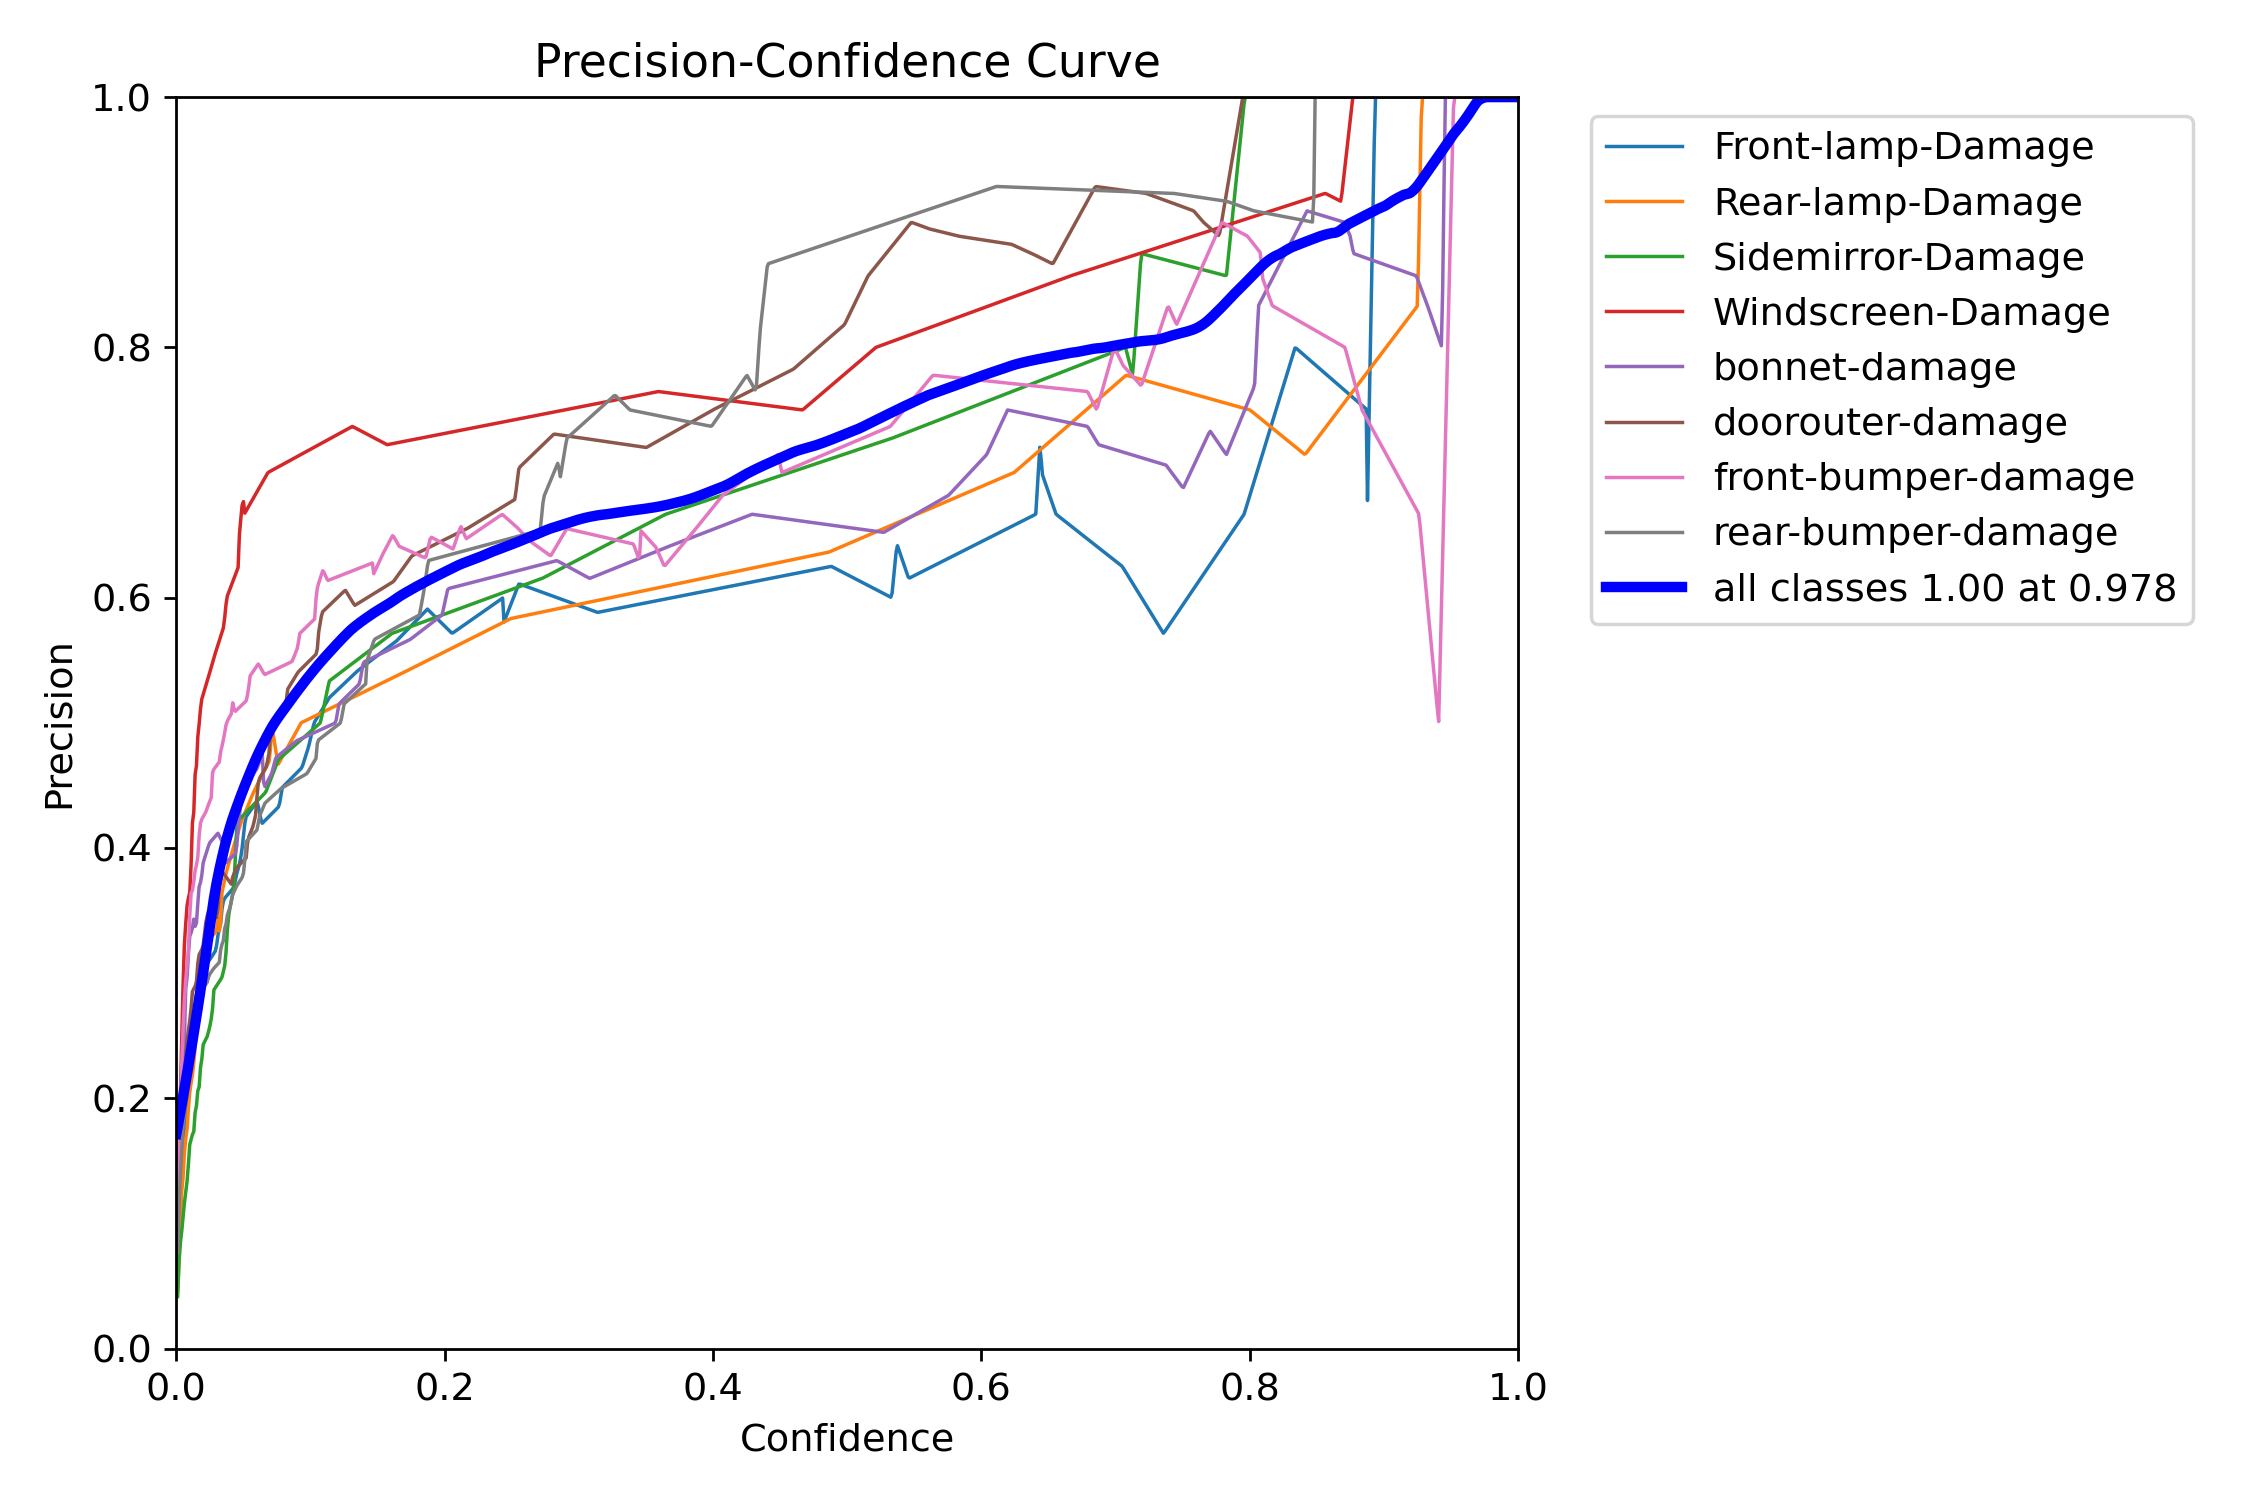 Precision-Confidence Curve
1.0
0.8
0.6
0.4
0.2
0.0
Precision
0.0 0.2 0.4 0.6 0.8 1.0
Confidence
Front-lamp-Damage
Rear-lamp-Damage
Sidemirror-Damage
Windscreen-Damage
bonnet-damage
doorouter-damage
front-bumper-damage
rear-bumper-damage
all classes 1.00 at 0.978